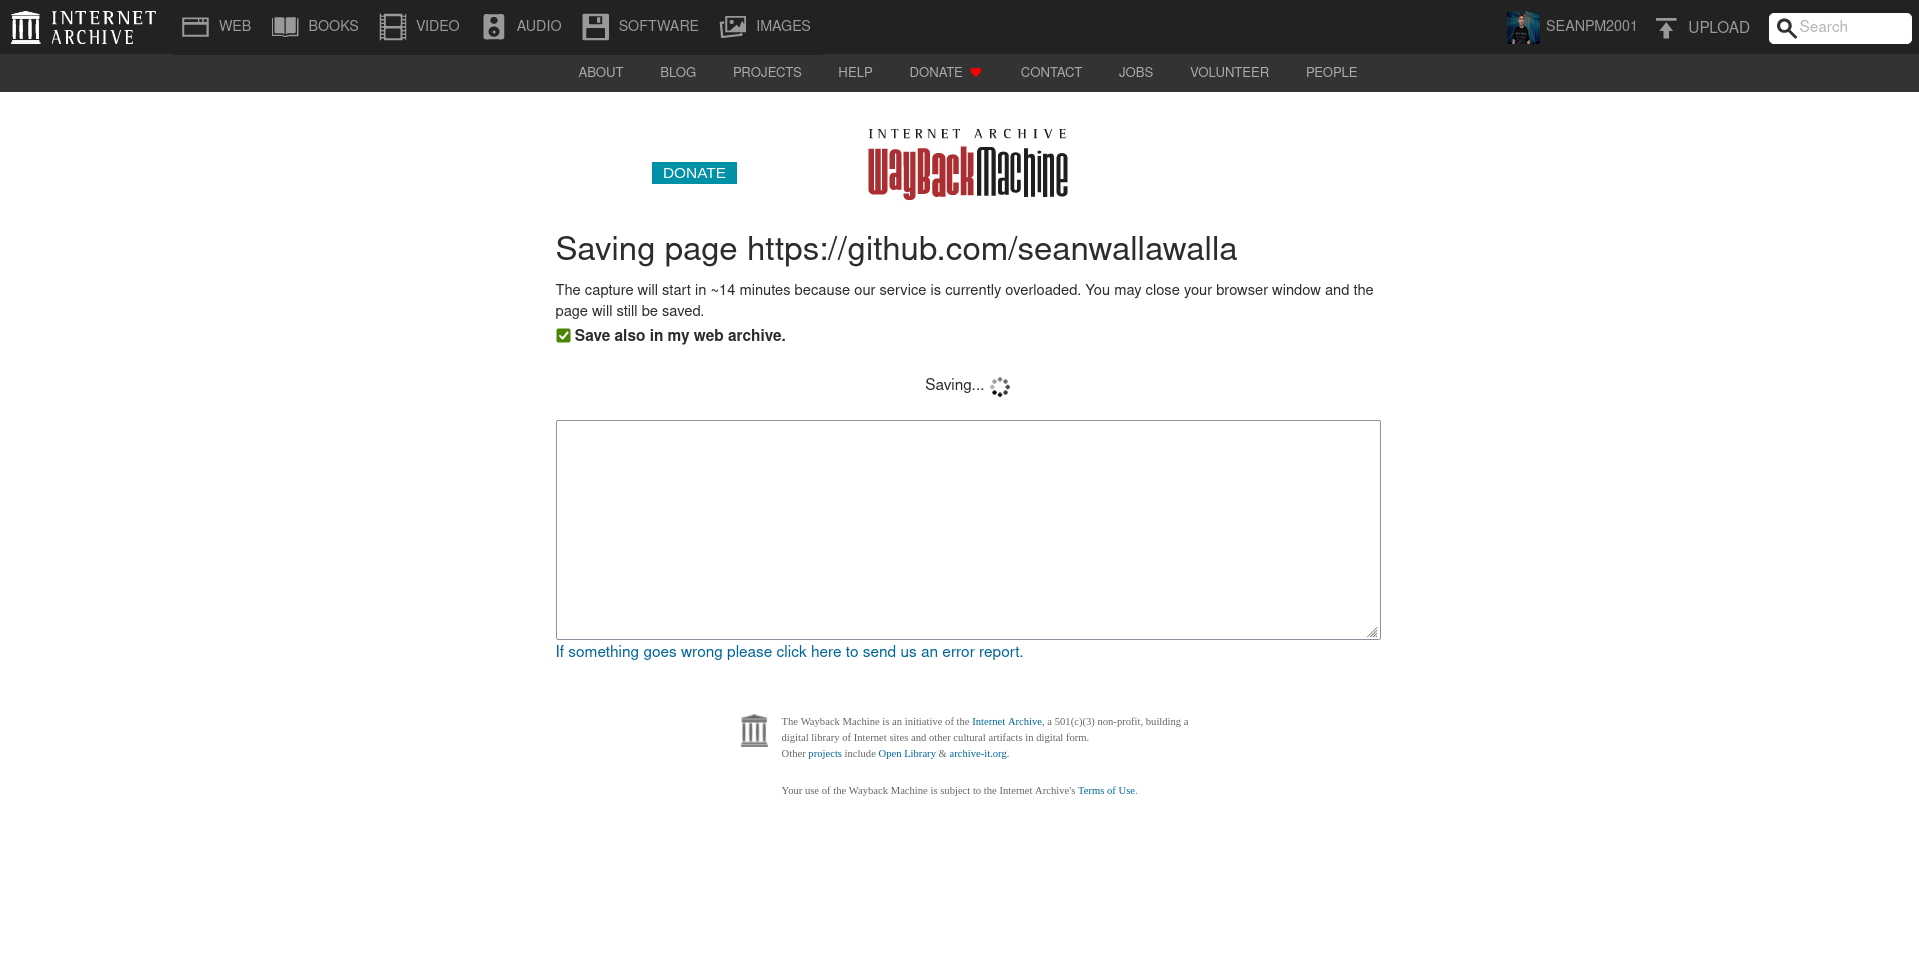 INTERNET ARCHIVE
WEB BOOKS VIDEO AUDIO SOFTWARE IMAGES SEANPM2001 UPLOAD Search
ABOUT BLOG PROJECTS HELP DONATE CONTACT JOBS VOLUNTEER PEOPLE
INTERNET ARCHIVE
DONATE
WayBackMachine
Saving page https://github.com/seanwallawalla
The capture will start in ~14 minutes because our service is currently overloaded. You may close your browser window and the
page will still be saved.
Save also in my web archive.
Saving...
If something goes wrong please click here to send us an error report.
The Wayback Machine is an initiative of the Internet Archive, a 501(c)(3) non-profit, building a
digital library of Internet sites and other cultural artifacts in digital form.
Other projects include Open Library & archive-it.org.
Your use of the Wayback Machine is subject to the Internet Archive's Terms of Use.